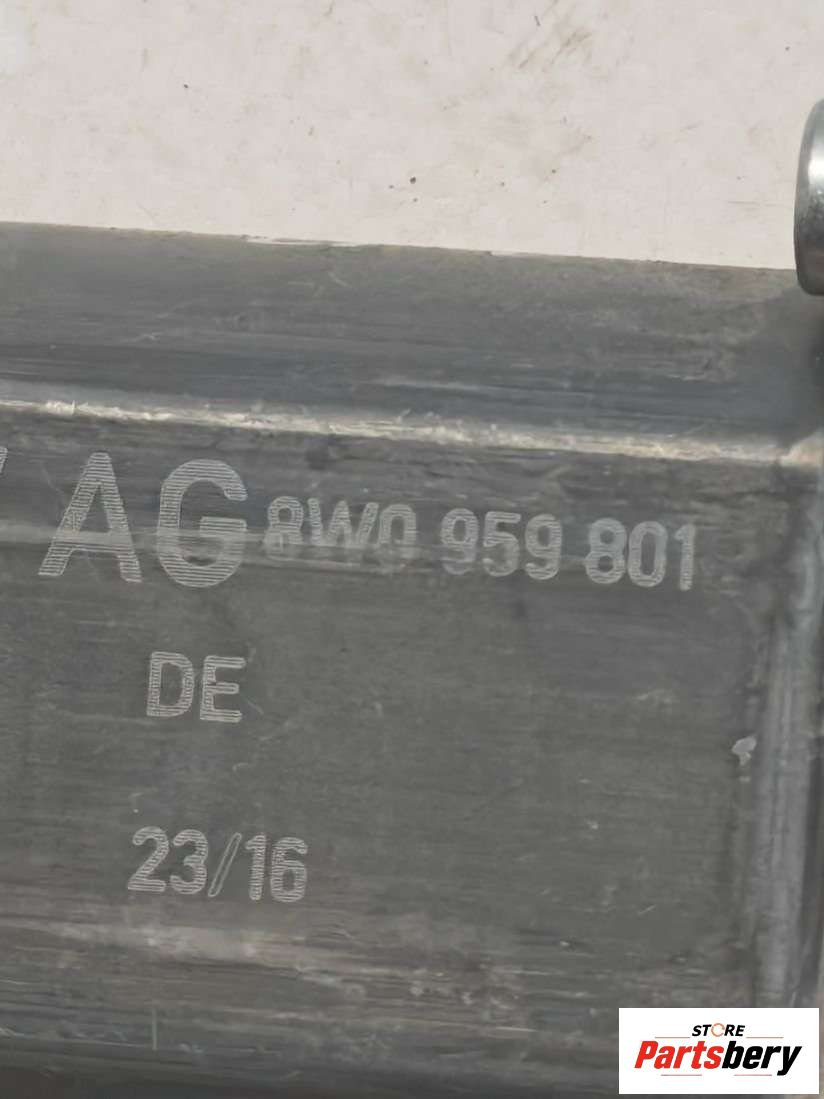 AG 8W0 959 801
DE
23/16
STORE
Partsbery